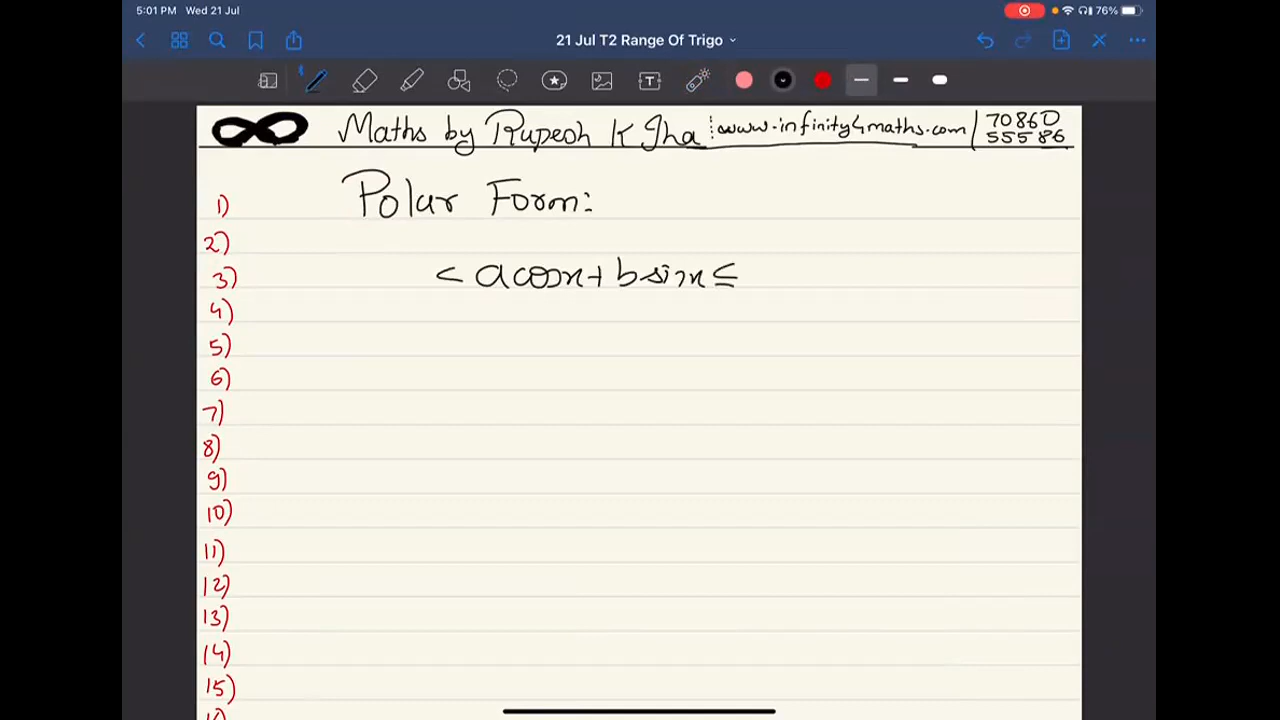 5:01 PM Wed 21 Jul 76%
21 Jul T2 Range Of Trigo
T
Maths by Rupesh K Jha www.infinity4maths.com 70860 55586
Polar Form:
1)
2)
3) < a cosx + b sinx ≤
4)
5)
6)
7)
8)
9)
10)
11)
12)
13)
14)
15)